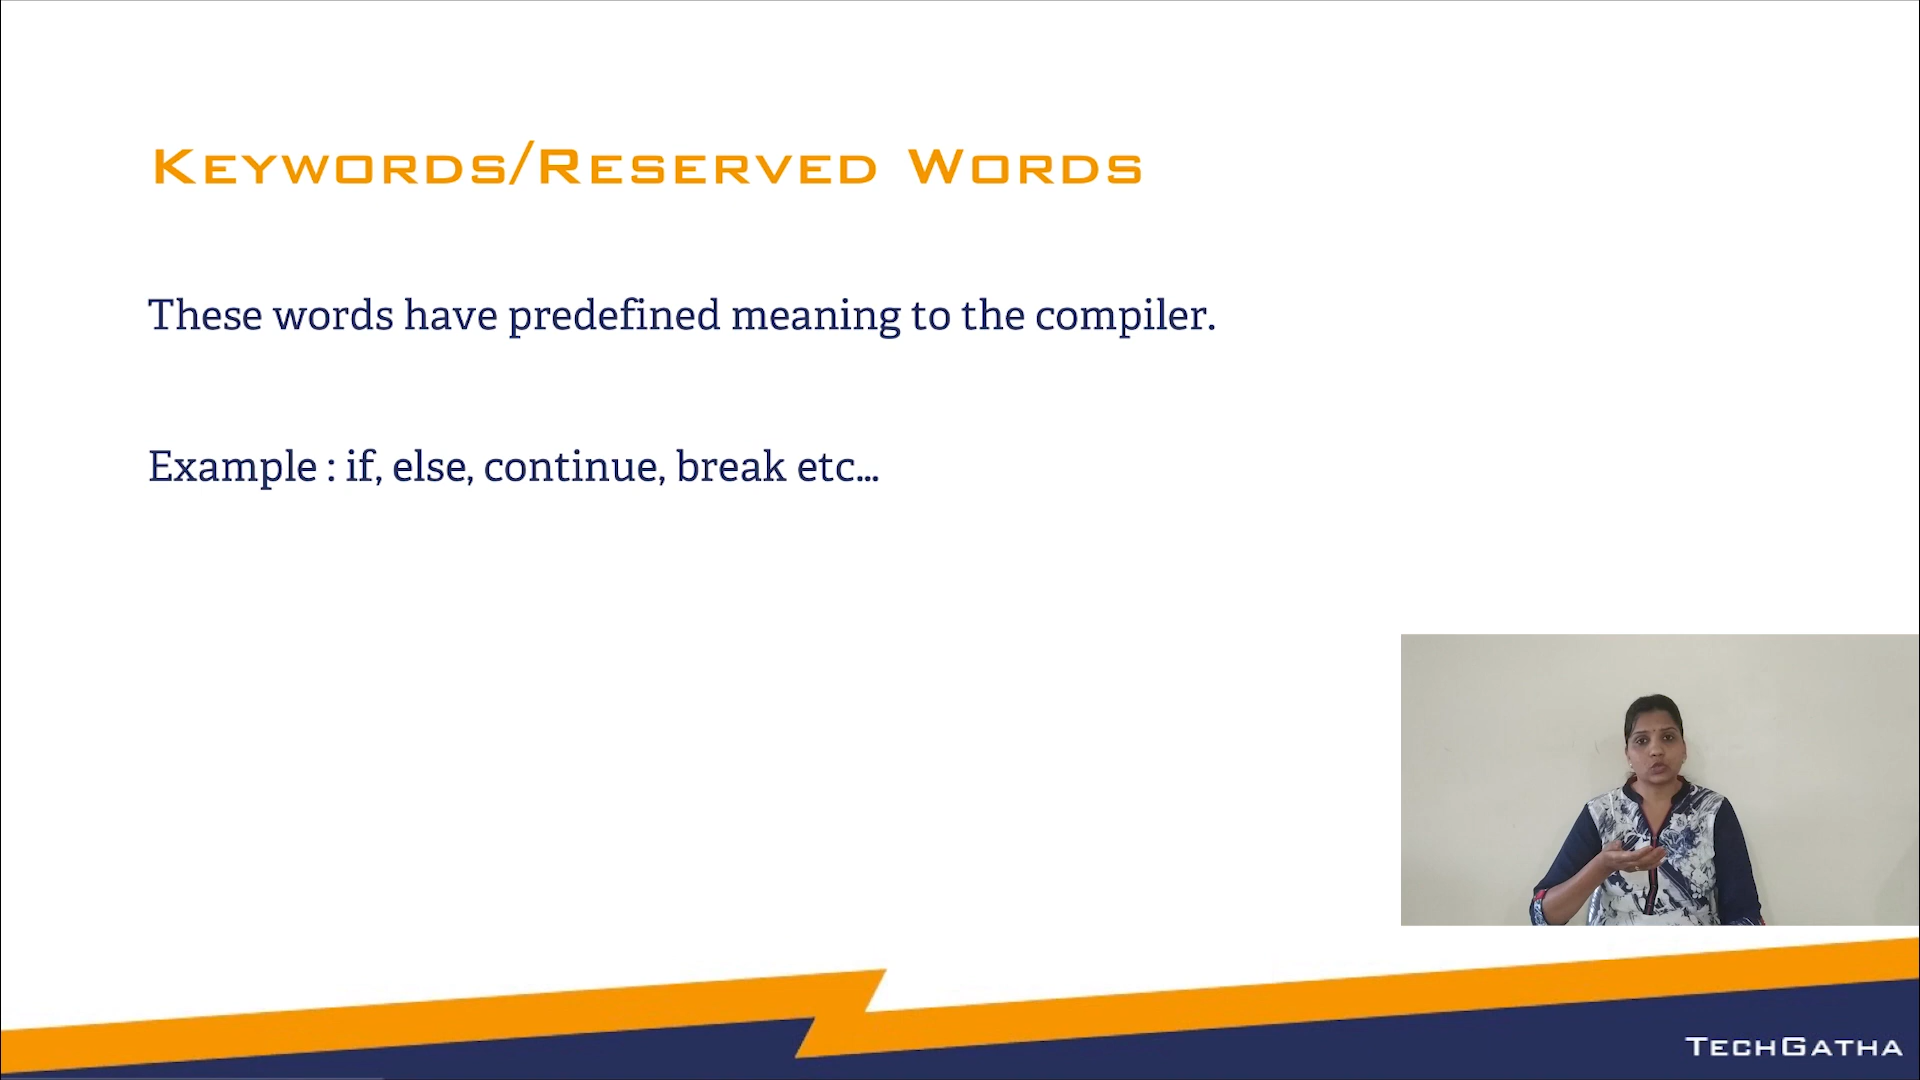 Keywords/Reserved Words
These words have predefined meaning to the compiler.
Example : if, else, continue, break etc...
TechGatha